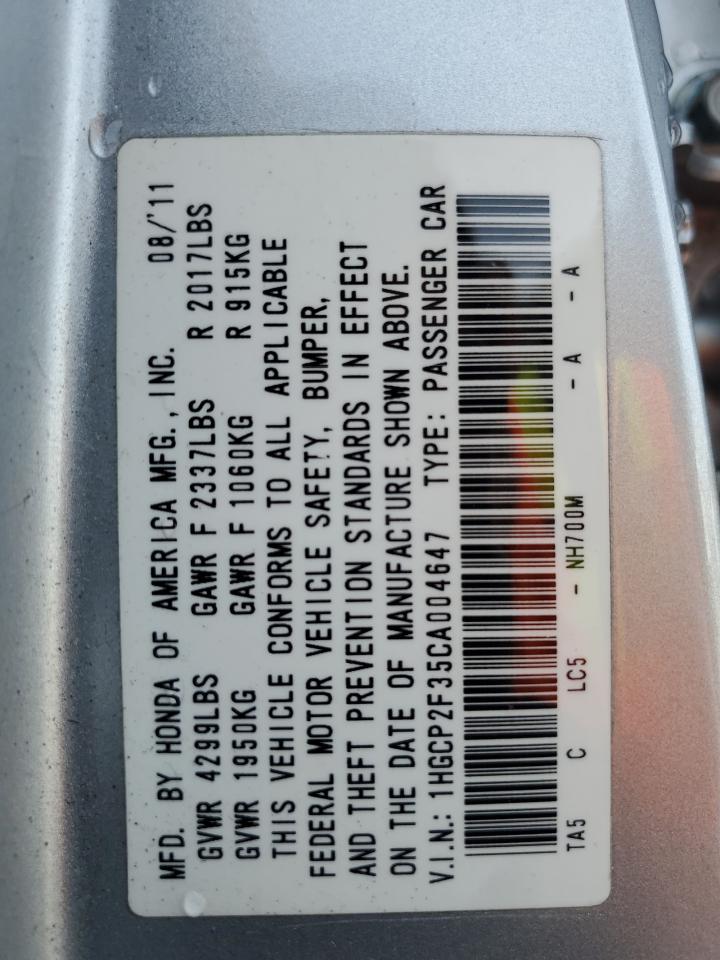 MFD. BY HONDA OF AMERICA MFG., INC. 08/'11
GVWR 4299LBS GAWR F 2337LBS R 2017LBS
GVWR 1950KG GAWR F 1060KG R 915KG
THIS VEHICLE CONFORMS TO ALL APPLICABLE
FEDERAL MOTOR VEHICLE SAFETY, BUMPER,
AND THEFT PREVENTION STANDARDS IN EFFECT
ON THE DATE OF MANUFACTURE SHOWN ABOVE.
V.I.N.: 1HGCP2F35CA004647 TYPE: PASSENGER CAR
TA5 C LC5 - NH700M - A - A